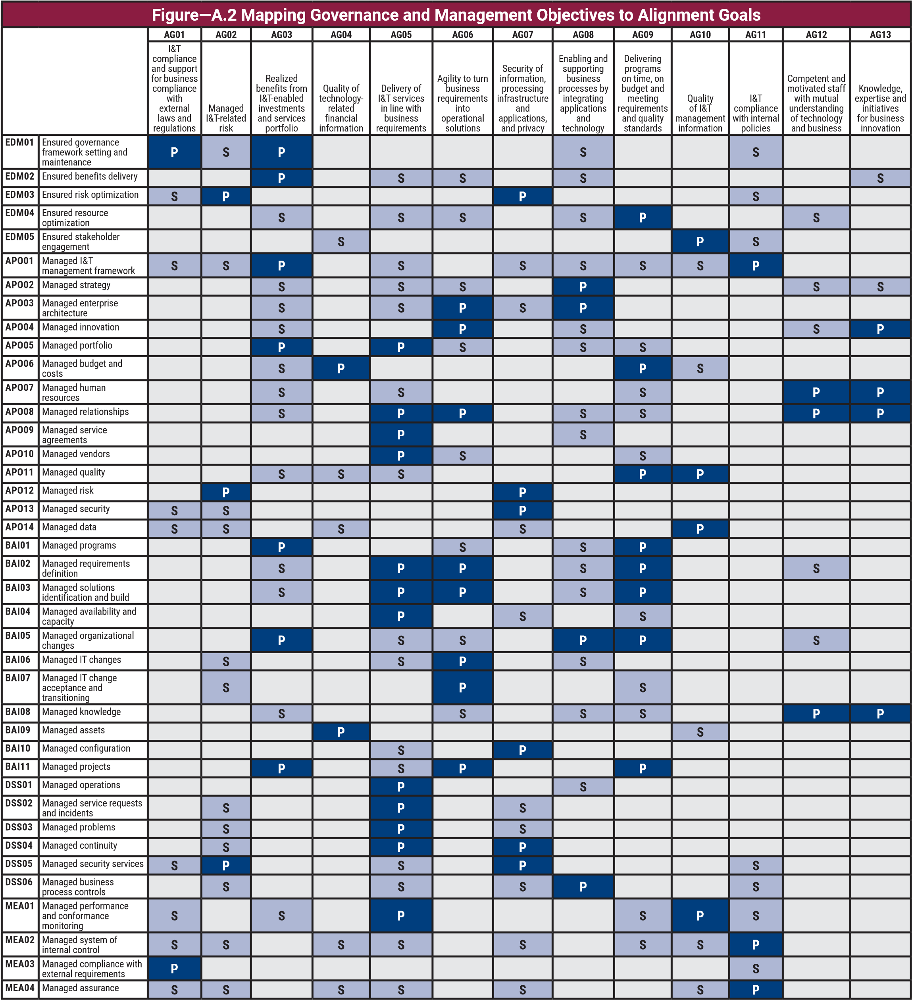 Figure—A.2 Mapping Governance and Management Objectives to Alignment Goals
AG01 AG02 AG03 AG04 AG05 AG06 AG07 AG08 AG09 AG10 AG11 AG12 AG13
I&T
compliance
and support
for business
compliance
with
external
laws and
regulations
Managed
I&T-related
risk
Realized
benefits from
I&T-enabled
investments
and services
portfolio
Quality of
technology-
related
financial
information
Delivery of
I&T services
in line with
business
requirements
Agility to turn
business
requirements
into
operational
solutions
Security of
information,
processing
infrastructure
and
applications,
and privacy
Enabling and
supporting
business
processes by
integrating
applications
and
technology
Delivering
programs
on time, on
budget and
meeting
requirements
and quality
standards
Quality
of I&T
management
information
I&T
compliance
with internal
policies
Competent and
motivated staff
with mutual
understanding
of technology
and business
Knowledge,
expertise and
initiatives
for business
innovation
EDM01 Ensured governance
framework setting and
maintenance
P S P S S
EDM02 Ensured benefits delivery P S S S S
EDM03 Ensured risk optimization S P P S
EDM04 Ensured resource
optimization
S S S S P S
EDM05 Ensured stakeholder
engagement
S P S
APO01 Managed I&T
management framework
S S P S S S S S P
APO02 Managed strategy S S S P S S
APO03 Managed enterprise
architecture
S S P S P
APO04 Managed innovation S P S S P
APO05 Managed portfolio P P S S S
APO06 Managed budget and
costs
S P P S
APO07 Managed human
resources
S S S P P
APO08 Managed relationships S P P S S P P
APO09 Managed service
agreements
P S
APO10 Managed vendors P S S
APO11 Managed quality S S S P P
APO12 Managed risk P P
APO13 Managed security S S P
APO14 Managed data S S S S P
BAI01 Managed programs P S S P
BAI02 Managed requirements
definition
S P P S P S
BAI03 Managed solutions
identification and build
S P P S P
BAI04 Managed availability and
capacity
P S S
BAI05 Managed organizational
changes
P S S P P S
BAI06 Managed IT changes S S P S
BAI07 Managed IT change
acceptance and
transitioning
S P S
BAI08 Managed knowledge S S S S P P
BAI09 Managed assets P S
BAI10 Managed configuration S P
BAI11 Managed projects P S P P
DSS01 Managed operations P S
DSS02 Managed service requests
and incidents
S P S
DSS03 Managed problems S P S
DSS04 Managed continuity S P P
DSS05 Managed security services S P S P S
DSS06 Managed business
process controls
S S S P S
MEA01 Managed performance
and conformance
monitoring
S S P S P S
MEA02 Managed system of
internal control
S S S S S S S P
MEA03 Managed compliance with
external requirements
P S
MEA04 Managed assurance S S S S S S P